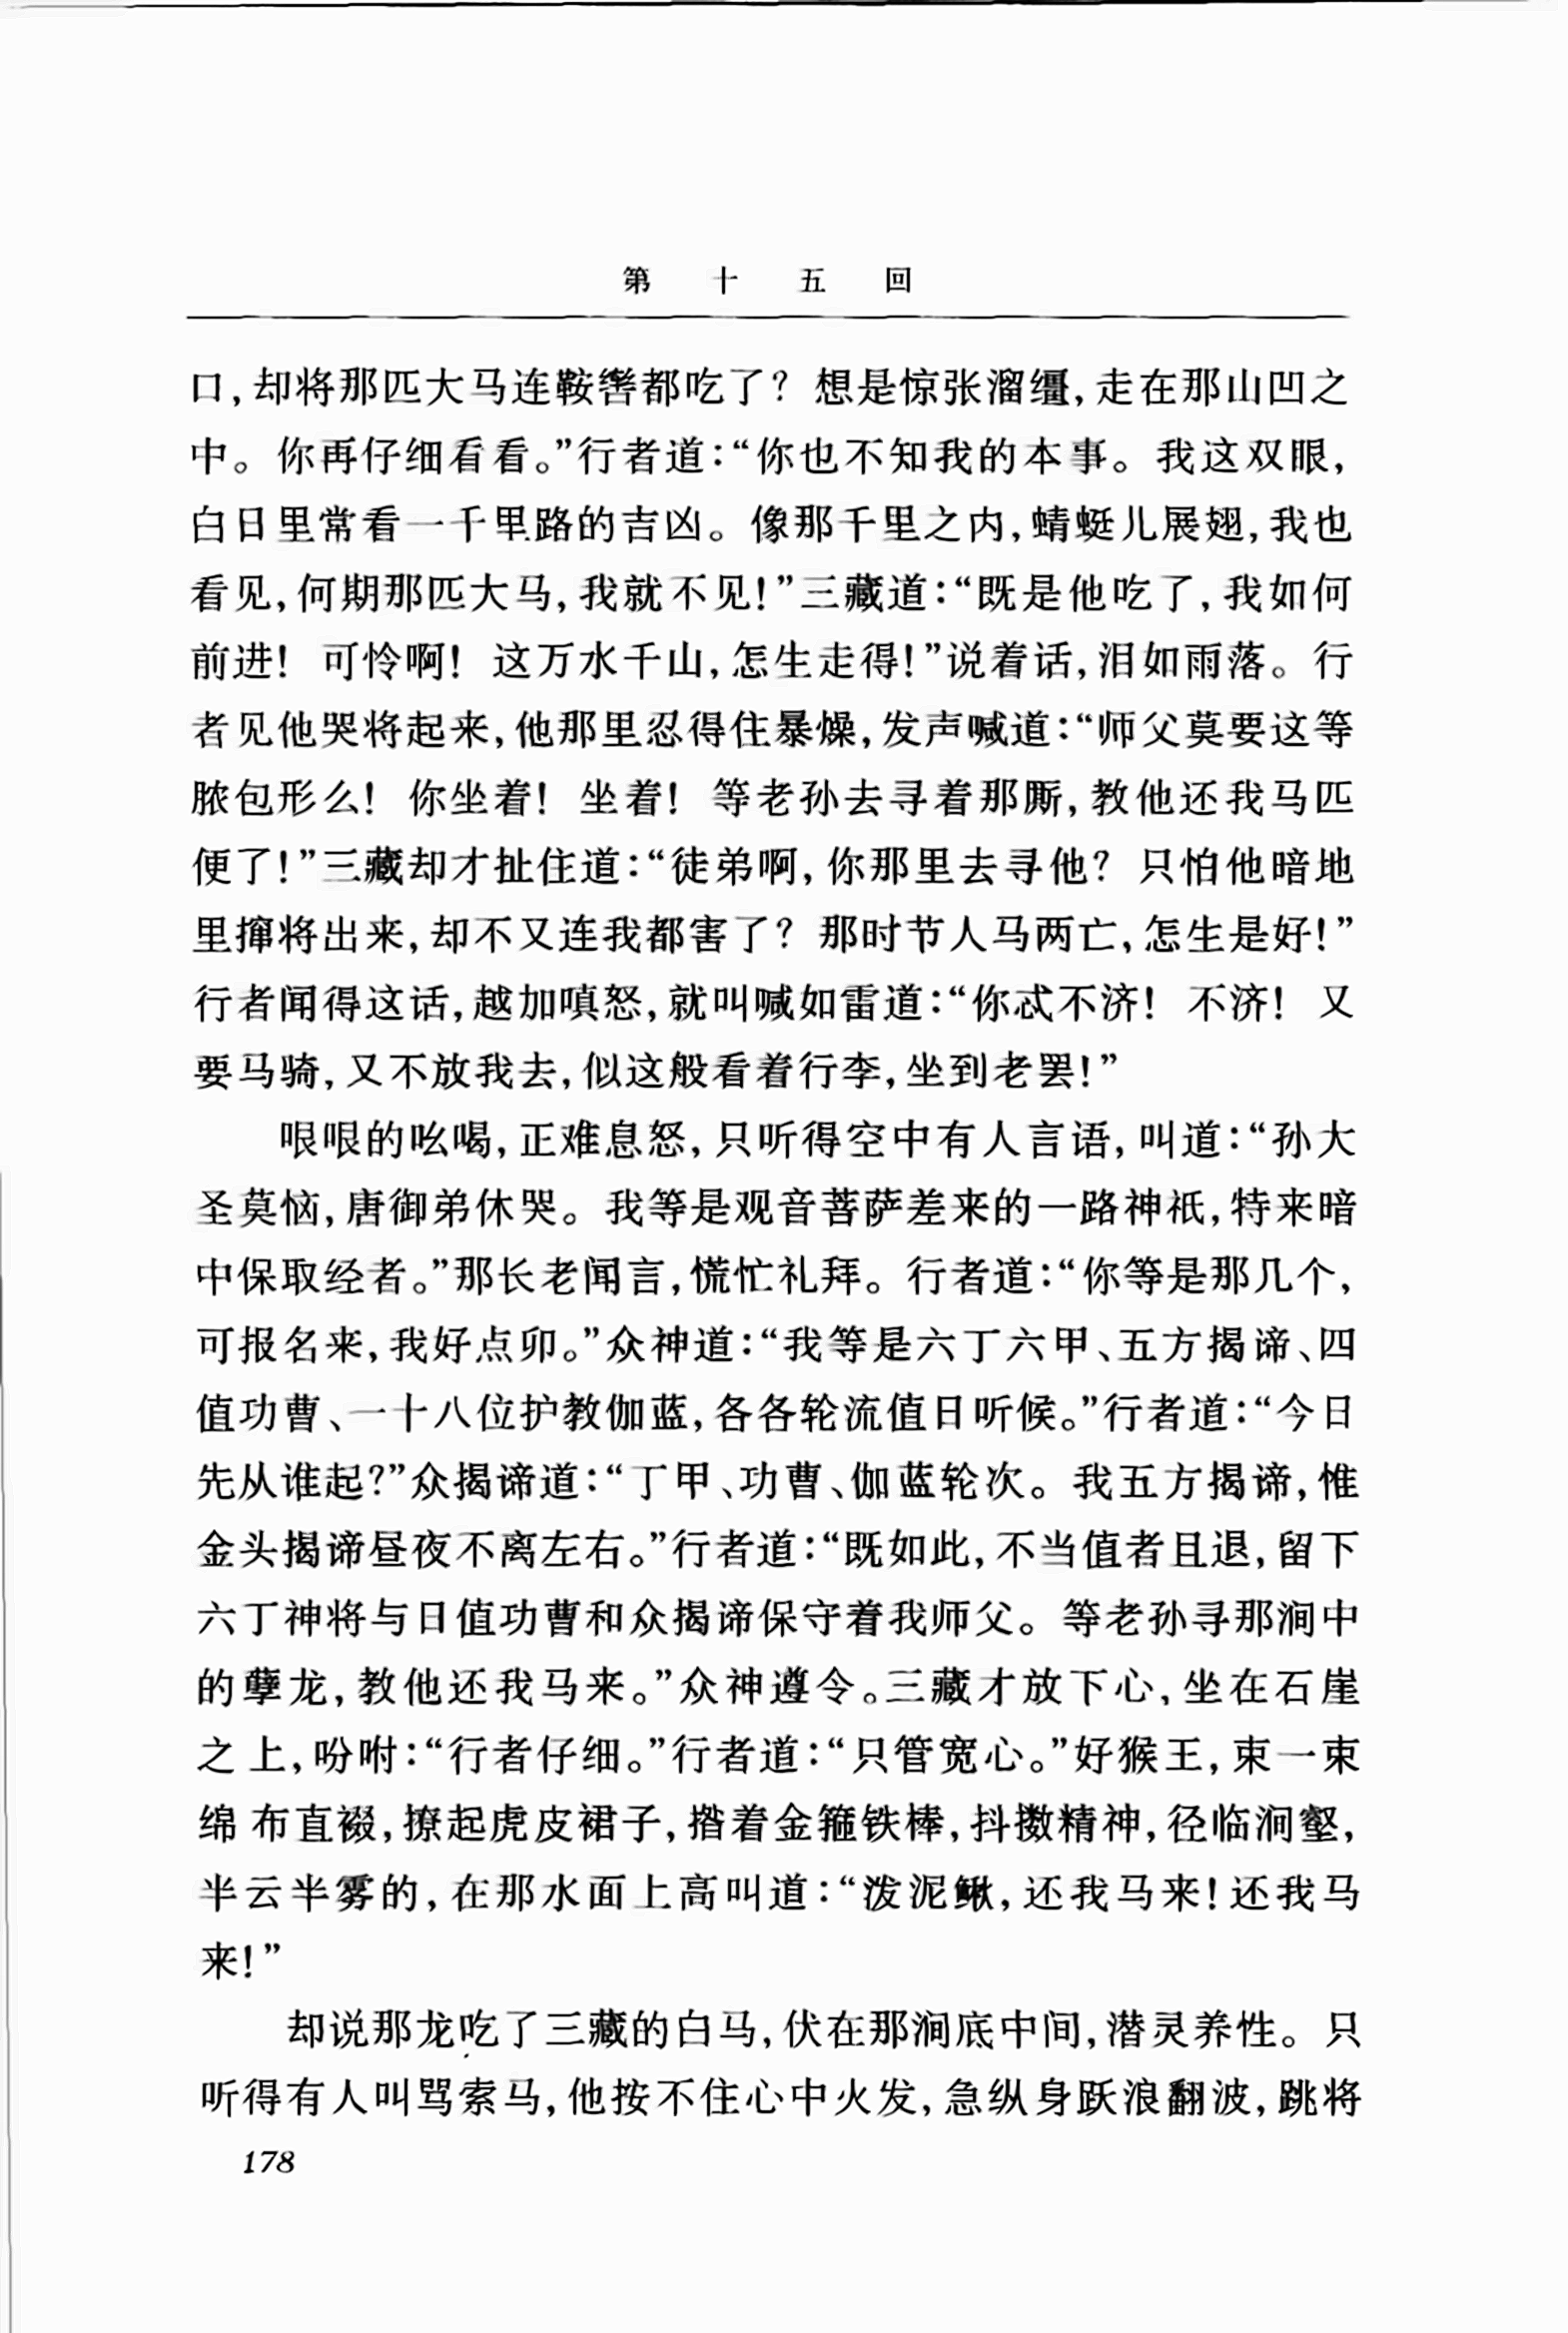 第十五回
口,却将那匹大马连鞍辔都吃了? 想是惊张溜缰,走在那山凹之
中。你再仔细看看。”行者道:“你也不知我的本事。我这双眼,
白日里常看一千里路的吉凶。像那千里之内,蜻蜓儿展翅,我也
看见,何期那匹大马,我就不见!”三藏道:“既是他吃了,我如何
前进! 可怜啊! 这万水千山,怎生走得!”说着话,泪如雨落。行
者见他哭将起来,他那里忍得住暴燥,发声喊道:“师父莫要这等
脓包形么! 你坐着! 坐着! 等老孙去寻着那厮,教他还我马匹
便了!”三藏却才扯住道:“徒弟啊,你那里去寻他? 只怕他暗地
里撺将出来,却不又连我都害了? 那时节人马两亡,怎生是好!”
行者闻得这话,越加嗔怒,就叫喊如雷道:“你忒不济! 不济! 又
要马骑,又不放我去,似这般看着行李,坐到老罢!”
哏哏的吆喝,正难息怒,只听得空中有人言语,叫道:“孙大
圣莫恼,唐御弟休哭。我等是观音菩萨差来的一路神祇,特来暗
中保取经者。”那长老闻言,慌忙礼拜。行者道:“你等是那几个,
可报名来,我好点卯。”众神道:“我等是六丁六甲、五方揭谛、四
值功曹、一十八位护教伽蓝,各各轮流值日听候。”行者道:“今日
先从谁起?”众揭谛道:“丁甲、功曹、伽蓝轮次。我五方揭谛,惟
金头揭谛昼夜不离左右。”行者道:“既如此,不当值者且退,留下
六丁神将与日值功曹和众揭谛保守着我师父。等老孙寻那涧中
的孽龙,教他还我马来。”众神遵令。三藏才放下心,坐在石崖
之上,吩咐:“行者仔细。”行者道:“只管宽心。”好猴王,束一束
绵布直裰,撩起虎皮裙子,揝着金箍铁棒,抖擞精神,径临涧壑,
半云半雾的,在那水面上高叫道:“泼泥鳅,还我马来!还我马
来!”
却说那龙吃了三藏的白马,伏在那涧底中间,潜灵养性。只
听得有人叫骂索马,他按不住心中火发,急纵身跃浪翻波,跳将
178